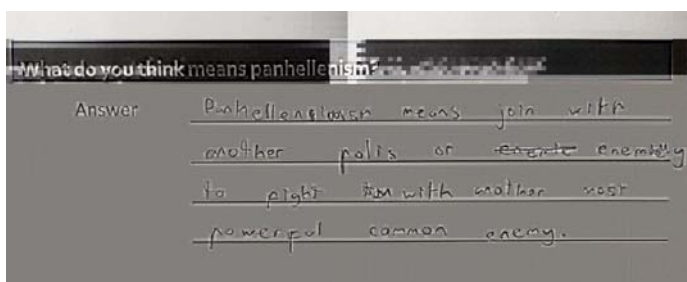 What do you think means panhellenism?
Answer
Panhellenism means join with
another polis or enemy
to fight with another most
powerful common enemy.